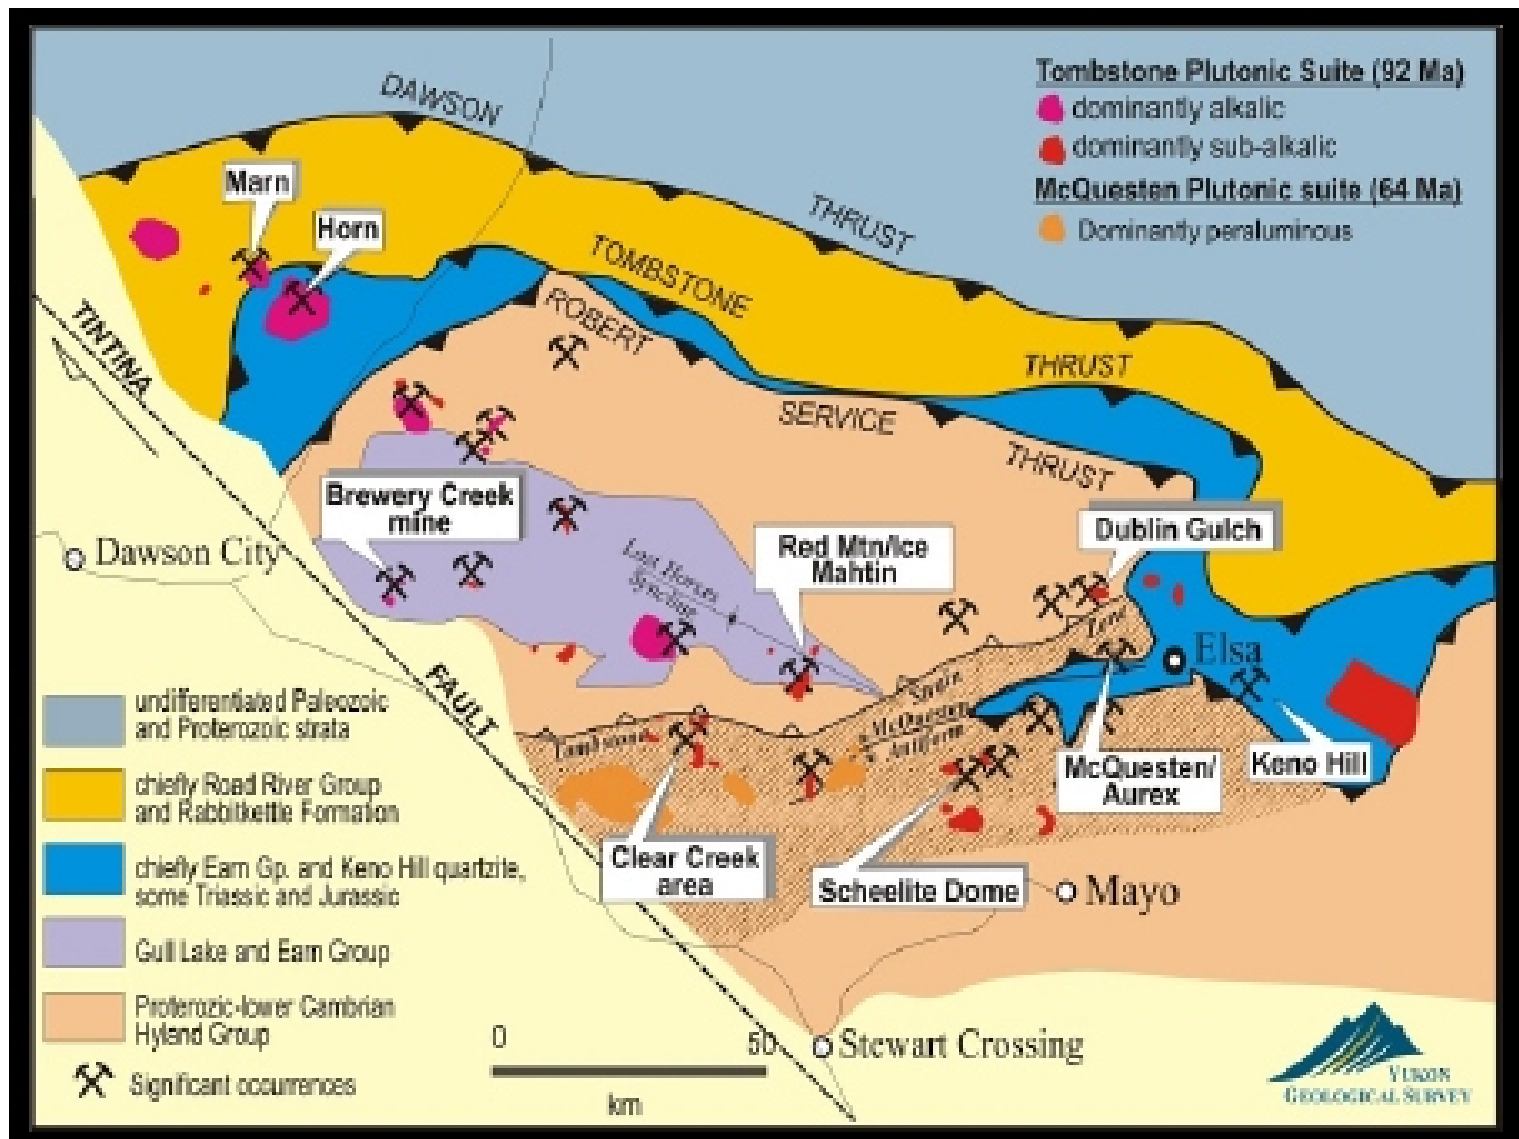 Tombstone Plutonic Suite (92 Ma)
dominantly alkalic
dominantly sub-alkalic
McQuesten Plutonic suite (64 Ma)
Dominantly peraluminous
DAWSON
THRUST
Marn
Horn
TOMBSTONE
THRUST
ROBERT
SERVICE
THRUST
TINTINA
FAULT
Brewery Creek
mine
Dawson City
Lost Horses
Syncline
Red Mtn/Ice
Mahtin
Dublin Gulch
Elsa
Tombstone
Strain
Zone
McQuesten
Antiform
Keno Hill
McQuesten/
Aurex
Clear Creek
area
Scheelite Dome
Mayo
Stewart Crossing
undifferentiated Paleozoic
and Proterozoic strata
chiefly Road River Group
and Rabbitkettle Formation
chiefly Earn Gp. and Keno Hill quartzite,
some Triassic and Jurassic
Gull Lake and Earn Group
Proterozic-lower Cambrian
Hyland Group
Significant occurrences
0 50
km
YUKON
GEOLOGICAL SURVEY